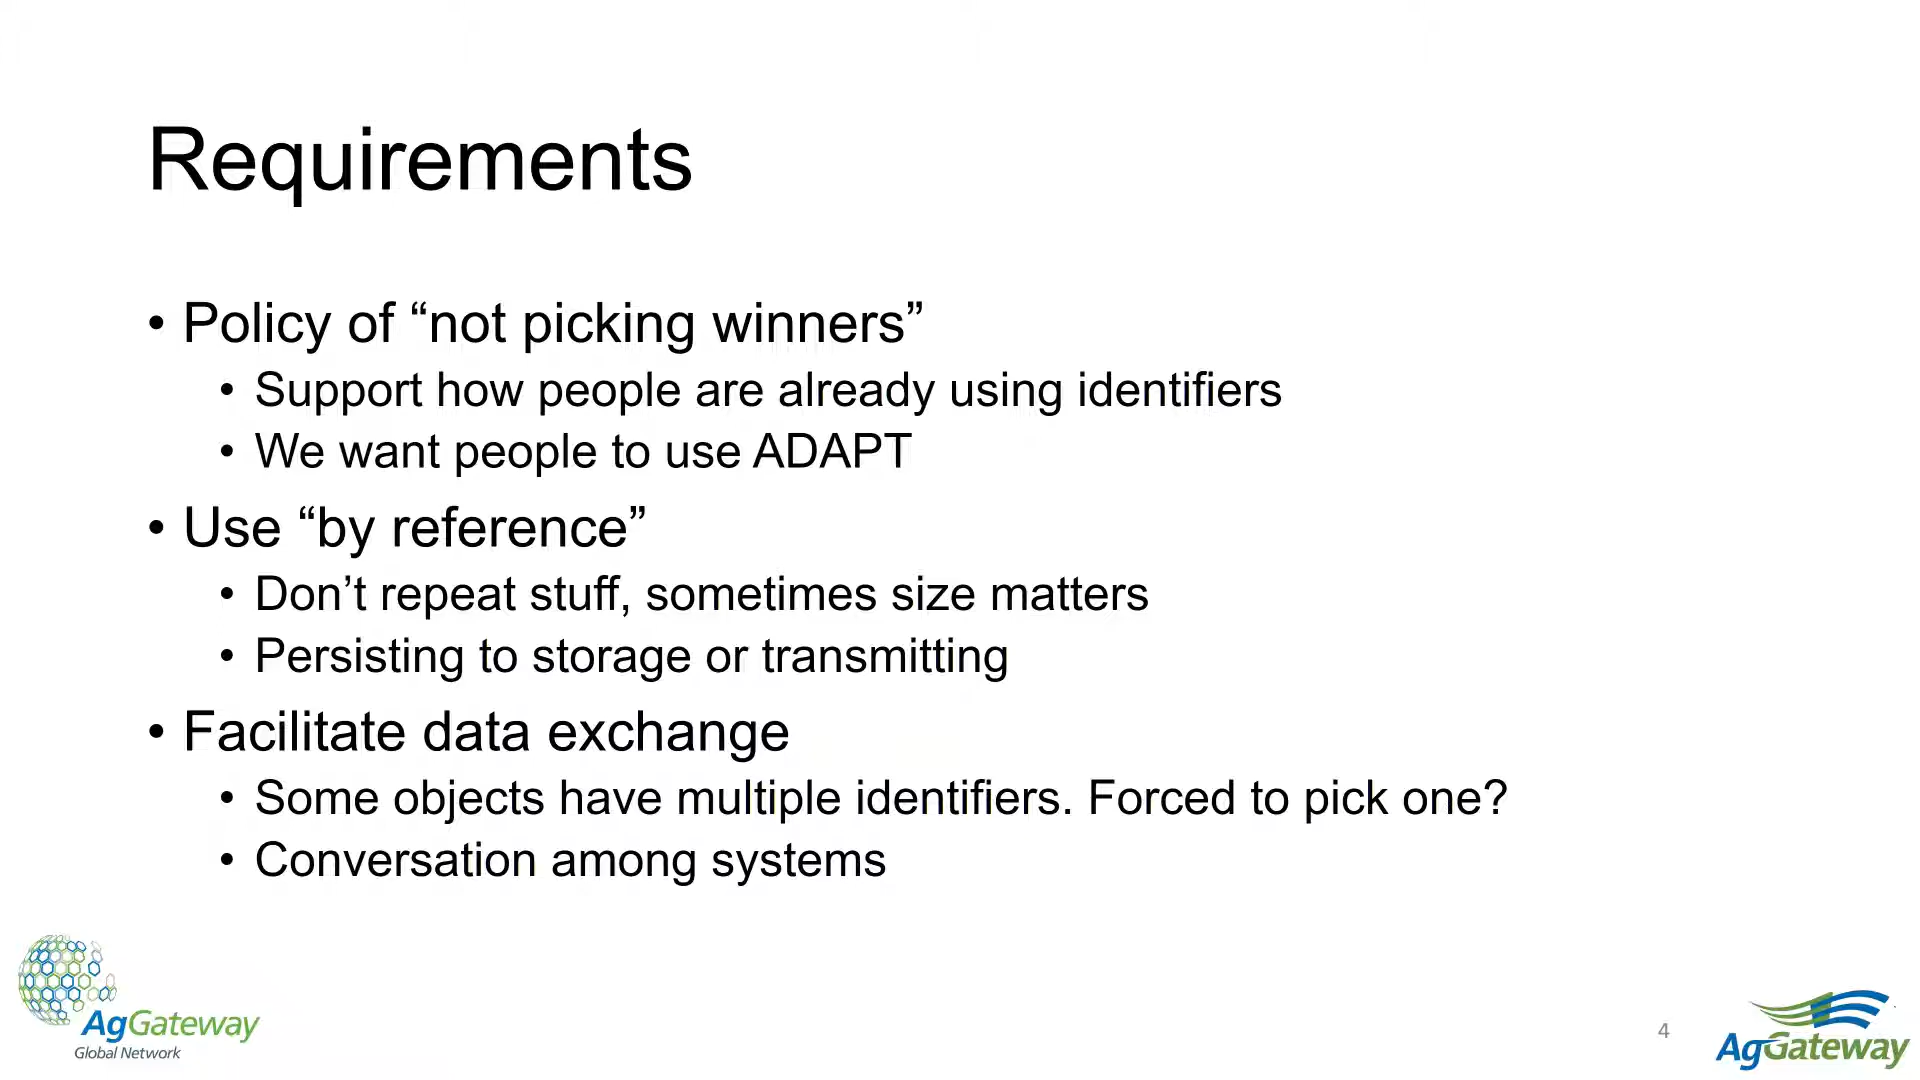 Requirements
• Policy of “not picking winners”
• Support how people are already using identifiers
• We want people to use ADAPT
• Use “by reference”
• Don’t repeat stuff, sometimes size matters
• Persisting to storage or transmitting
• Facilitate data exchange
• Some objects have multiple identifiers. Forced to pick one?
• Conversation among systems
AgGateway
Global Network
4
AgGateway